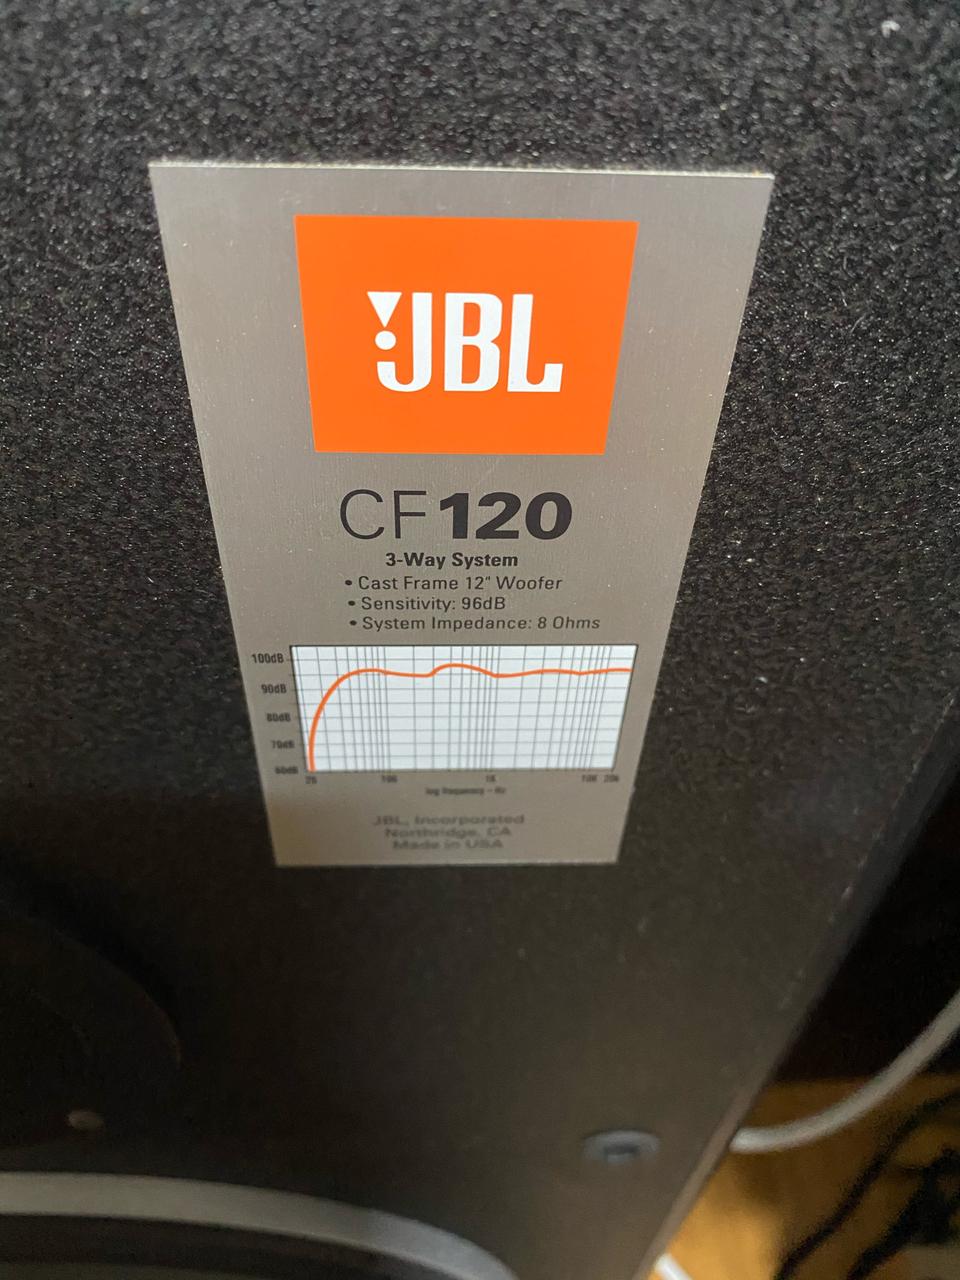 JBL
CF120
3-Way System
• Cast Frame 12" Woofer
• Sensitivity: 96dB
• System Impedance: 8 Ohms
100dB
90dB
80dB
70dB
60dB
20 100 1K 10K 20k
log frequency - Hz
JBL, Incorporated
Northridge, CA
Made in USA